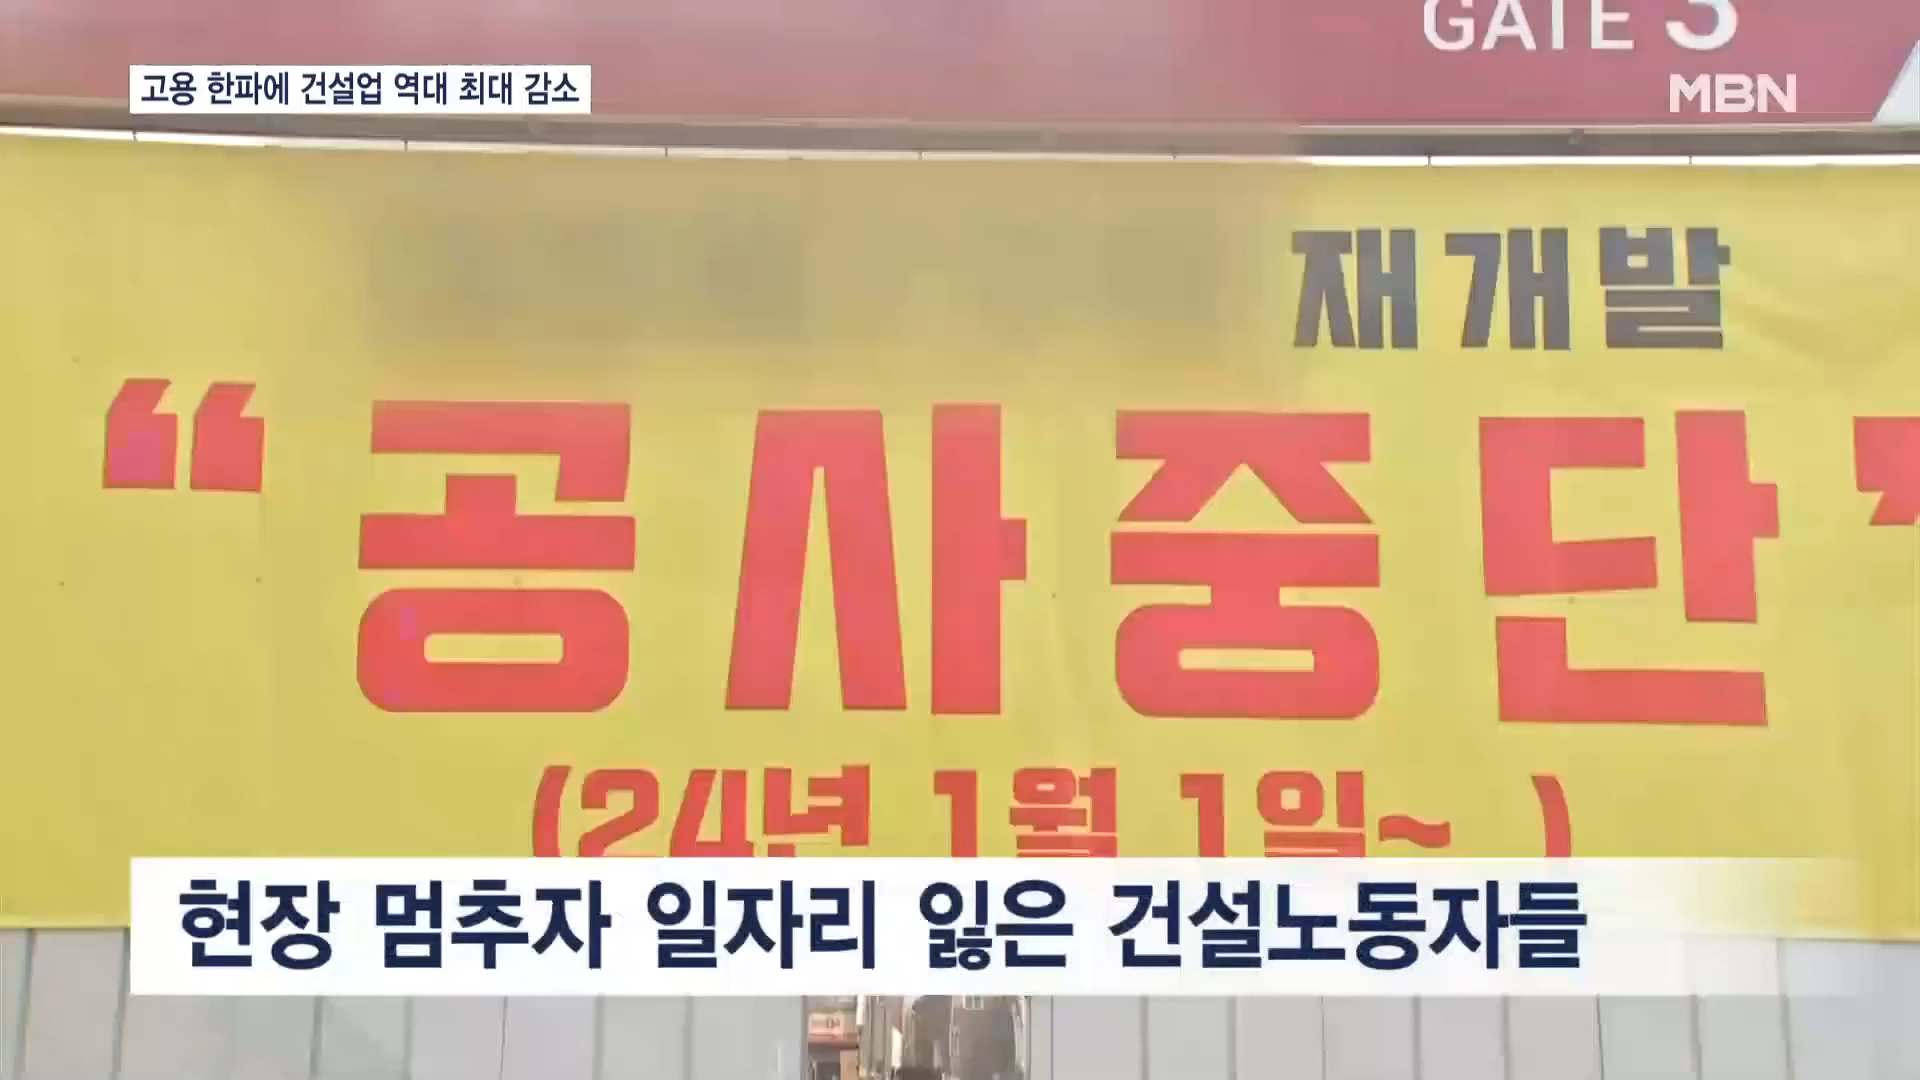 GATE 3
고용 한파에 건설업 역대 최대 감소
MBN
재개발
“공사중단”
(24년 1월 1일~ )
현장 멈추자 일자리 잃은 건설노동자들